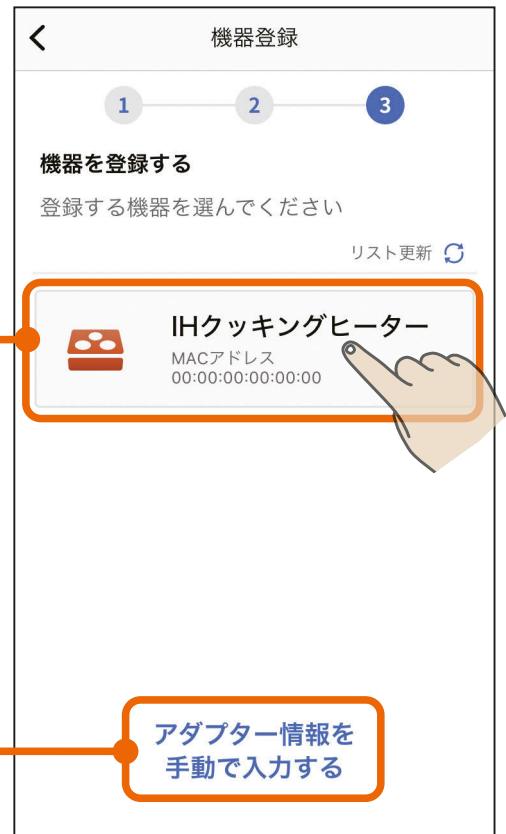 機器登録
1 2 3
機器を登録する
登録する機器を選んでください
リスト更新
IHクッキングヒーター
MACアドレス
00:00:00:00:00:00
アダプター情報を
手動で入力する